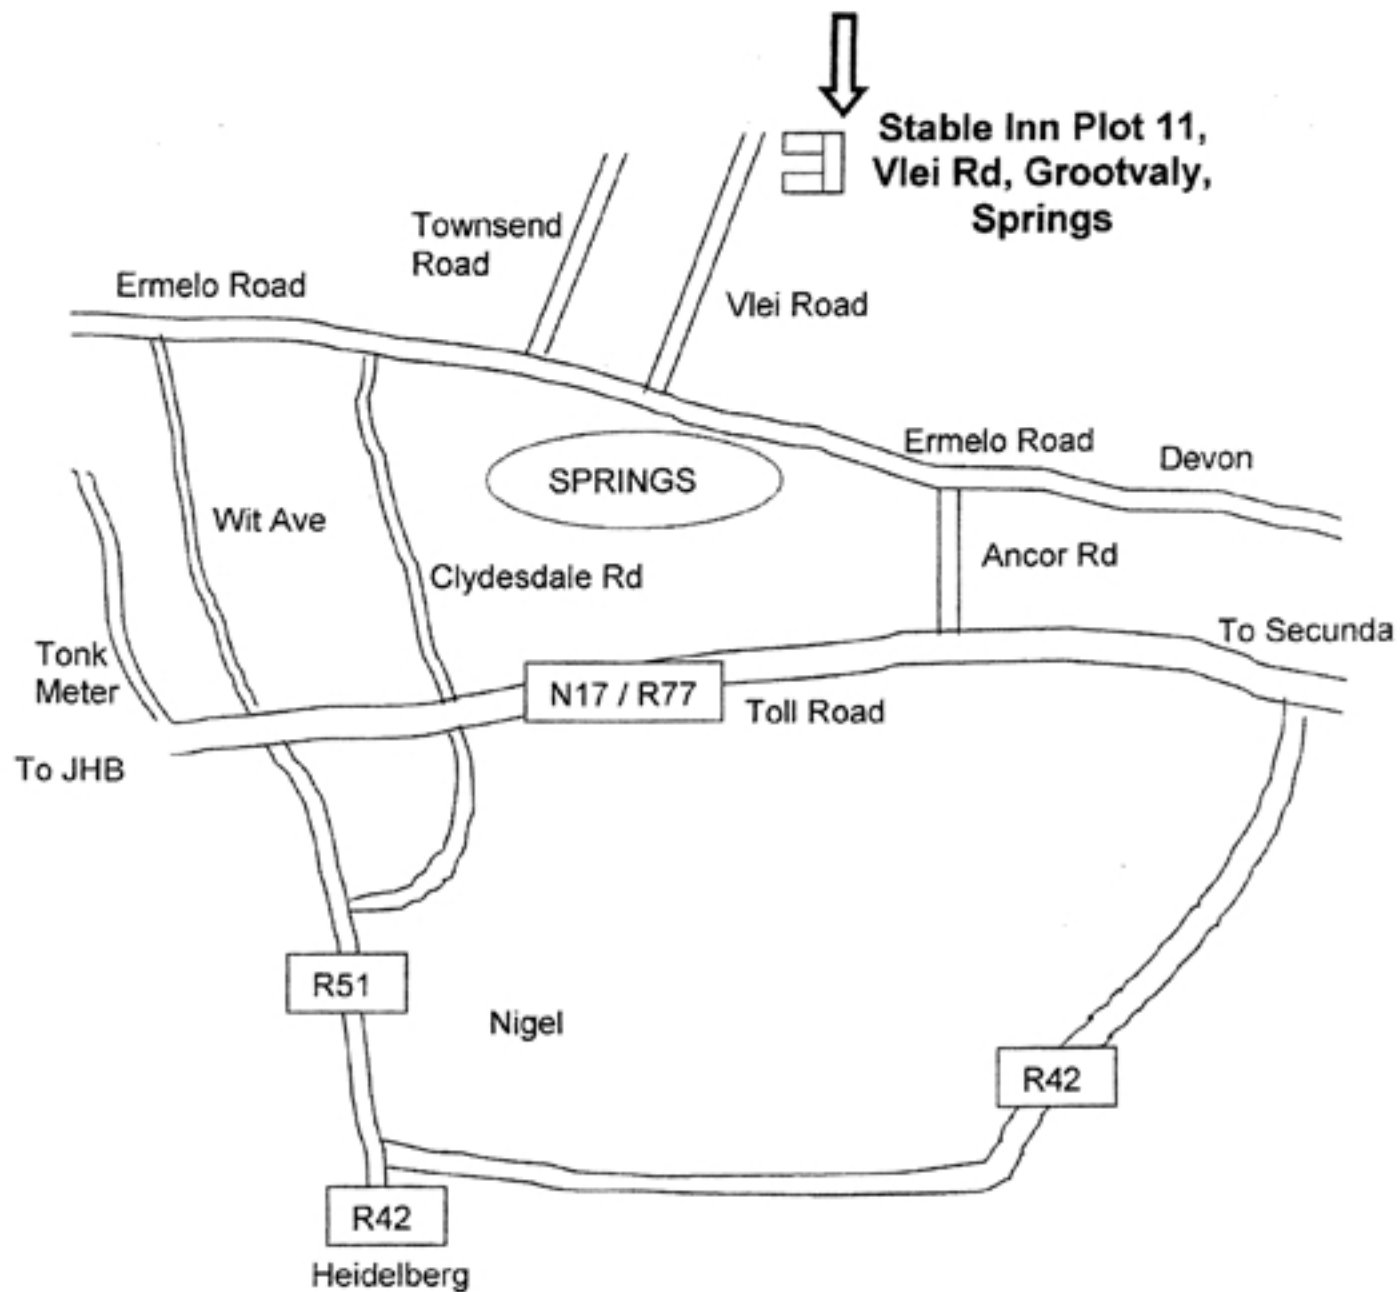 Stable Inn Plot 11,
Vlei Rd, Grootvaly,
Springs
Townsend
Road
Ermelo Road
Vlei Road
Ermelo Road
Devon
SPRINGS
Wit Ave
Ancor Rd
Clydesdale Rd
To Secunda
Tonk
Meter
N17 / R77
Toll Road
To JHB
R51
Nigel
R42
R42
Heidelberg